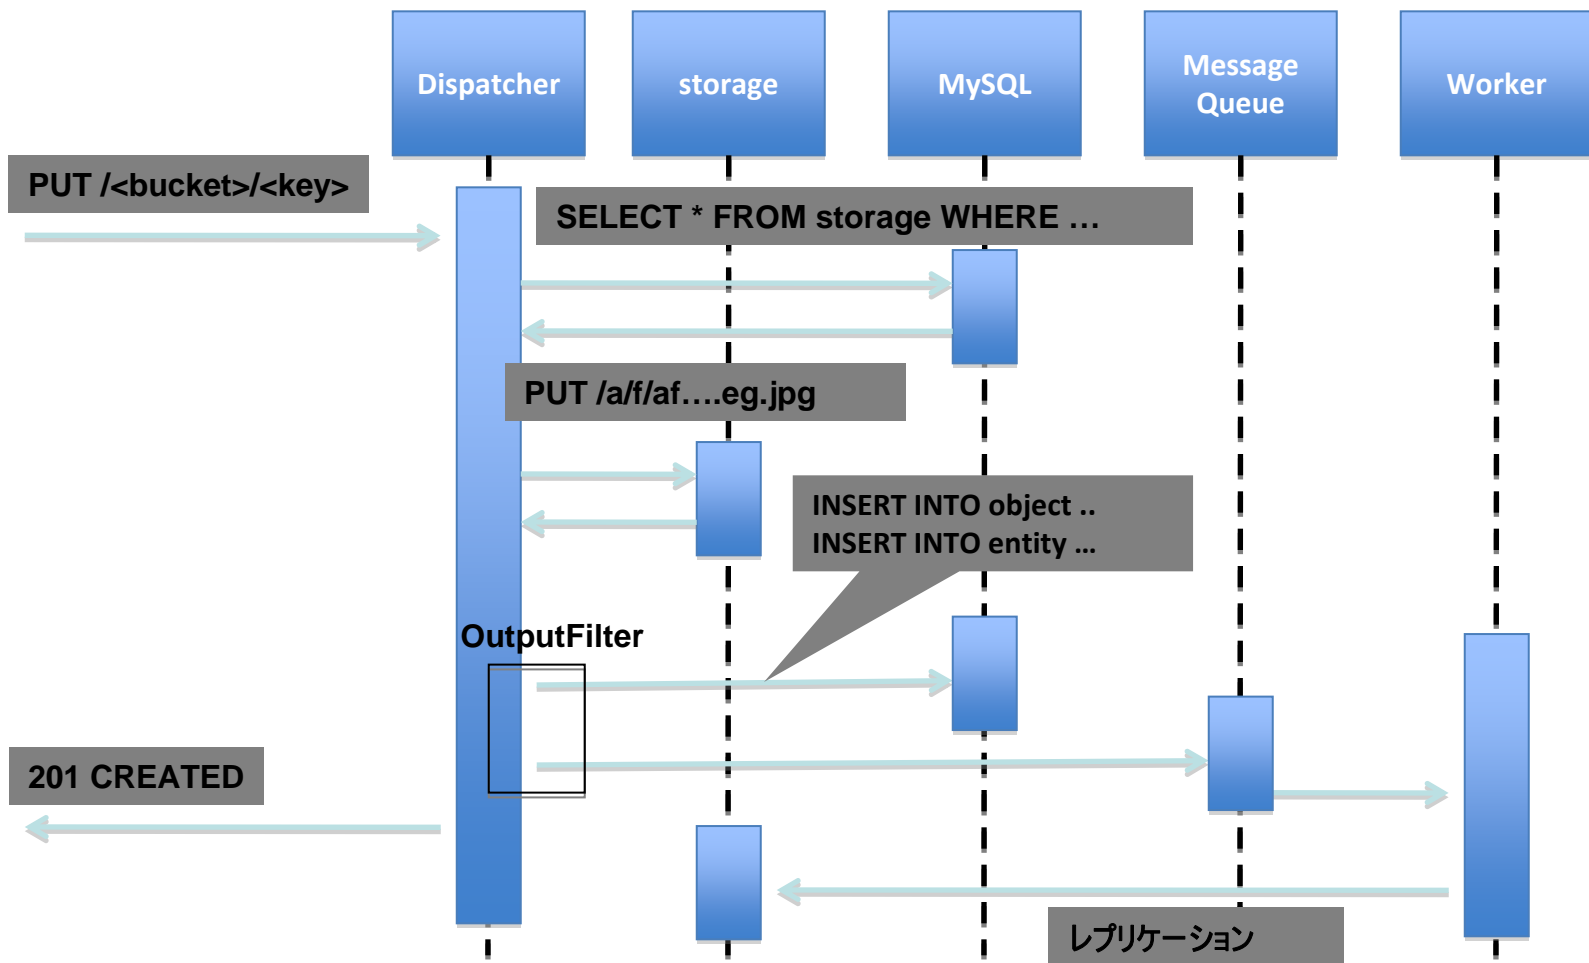 Dispatcher
storage
MySQL
Message
Queue
Worker
PUT /<bucket>/<key>
SELECT * FROM storage WHERE …
PUT /a/f/af….eg.jpg
INSERT INTO object ..
INSERT INTO entity …
OutputFilter
201 CREATED
レプリケーション